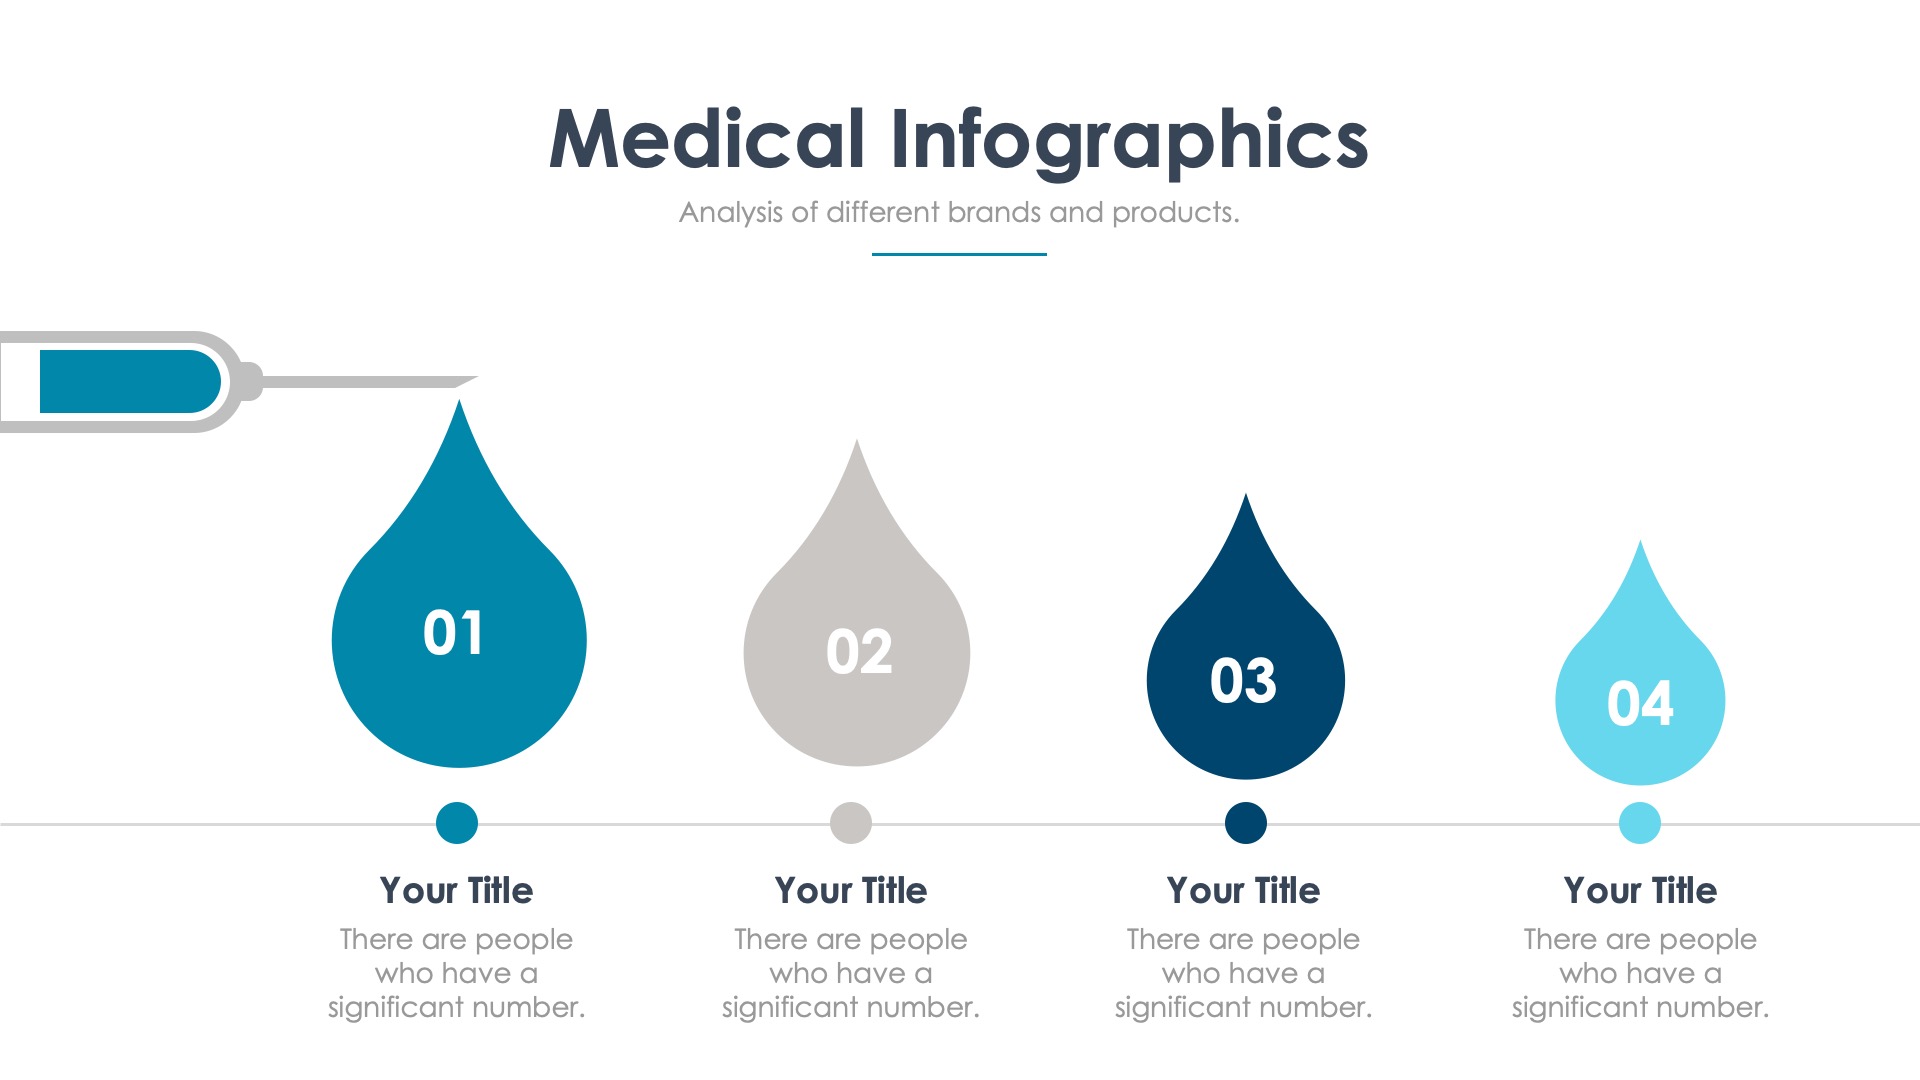 Medical Infographics
Analysis of different brands and products.
01
02
03
04
Your Title
There are people
who have a
significant number.
Your Title
There are people
who have a
significant number.
Your Title
There are people
who have a
significant number.
Your Title
There are people
who have a
significant number.